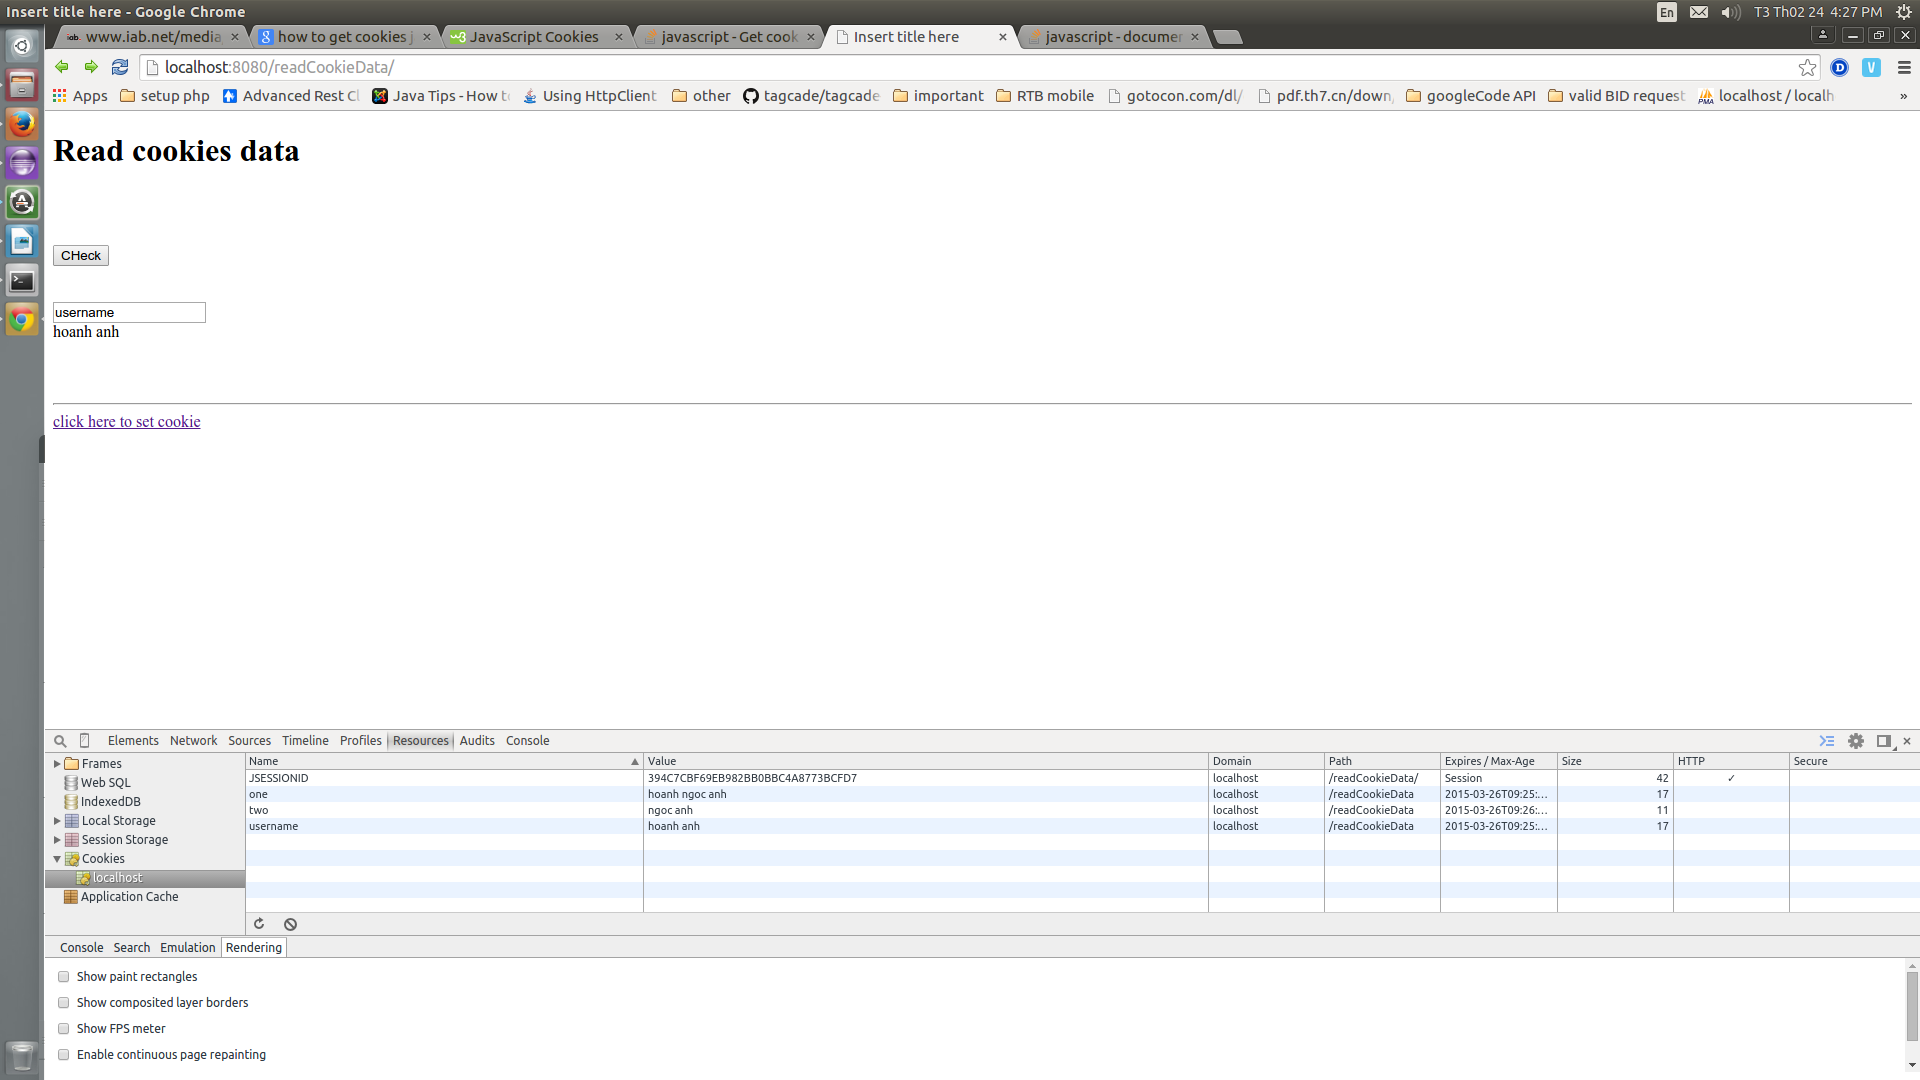 Insert title here - Google Chrome
En
T3 Th02 24 4:27 PM
iab. www.iab.net/media
how to get cookies j
JavaScript Cookies
javascript - Get cook
Insert title here
javascript - documer
localhost:8080/readCookieData/
Apps
setup php
Advanced Rest Cl
Java Tips - How to
Using HttpClient
other
tagcade/tagcade
important
RTB mobile
gotocon.com/dl/
pdf.th7.cn/down
googleCode API
valid BID request
localhost / localh
»
Read cookies data
CHeck
username
hoanh anh
click here to set cookie
Elements Network Sources Timeline Profiles Resources Audits Console
Frames
Web SQL
IndexedDB
Local Storage
Session Storage
Cookies
localhost
Application Cache
Name Value Domain Path Expires / Max-Age Size HTTP Secure
JSESSIONID 394C7CBF69EB982BB0BBC4A8773BCFD7 localhost /readCookieData/ Session 42 ✓
one hoanh ngoc anh localhost /readCookieData 2015-03-26T09:25:... 17
two ngoc anh localhost /readCookieData 2015-03-26T09:26:... 11
username hoanh anh localhost /readCookieData 2015-03-26T09:25:... 17
Console Search Emulation Rendering
Show paint rectangles
Show composited layer borders
Show FPS meter
Enable continuous page repainting